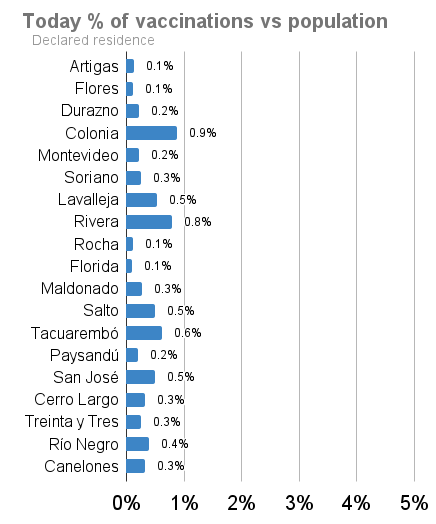 Today % of vaccinations vs population
Declared residence
Artigas 0.1%
Flores 0.1%
Durazno 0.2%
Colonia 0.9%
Montevideo 0.2%
Soriano 0.3%
Lavalleja 0.5%
Rivera 0.8%
Rocha 0.1%
Florida 0.1%
Maldonado 0.3%
Salto 0.5%
Tacuarembó 0.6%
Paysandú 0.2%
San José 0.5%
Cerro Largo 0.3%
Treinta y Tres 0.3%
Río Negro 0.4%
Canelones 0.3%
0% 1% 2% 3% 4% 5%